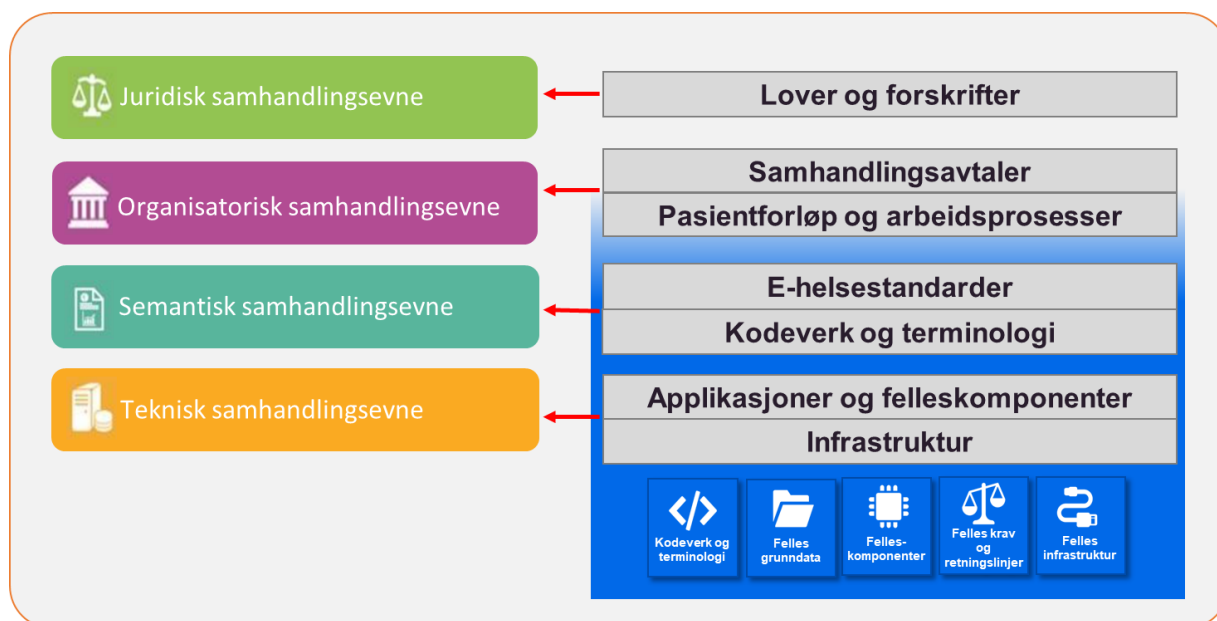 Juridisk samhandlingsevne
Lover og forskrifter
Organisatorisk samhandlingsevne
Samhandlingsavtaler
Pasientforløp og arbeidsprosesser
Semantisk samhandlingsevne
E-helsestandarder
Kodeverk og terminologi
Teknisk samhandlingsevne
Applikasjoner og felleskomponenter
Infrastruktur
Kodeverk og
terminologi
Felles
grunndata
Felles-
komponenter
Felles krav
og
retningslinjer
Felles
infrastruktur